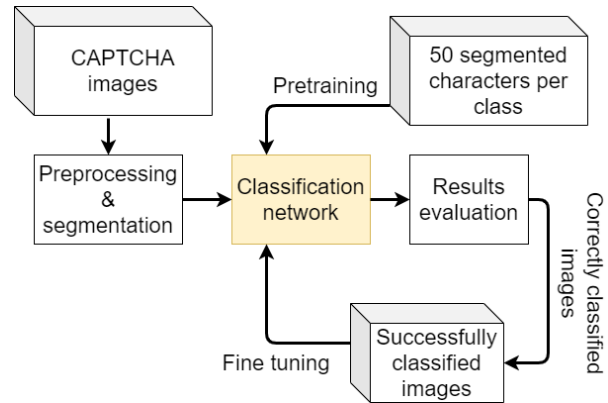 CAPTCHA
images
50 segmented
characters per
class
Pretraining
Preprocessing
&
segmentation
Classification
network
Results
evaluation
Correctly classified
images
Fine tuning
Successfully
classified
images